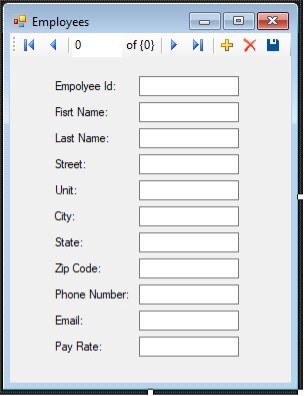 Employees
0 of {0}
Empolyee Id:
Fisrt Name:
Last Name:
Street:
Unit:
City:
State:
Zip Code:
Phone Number:
Email:
Pay Rate: